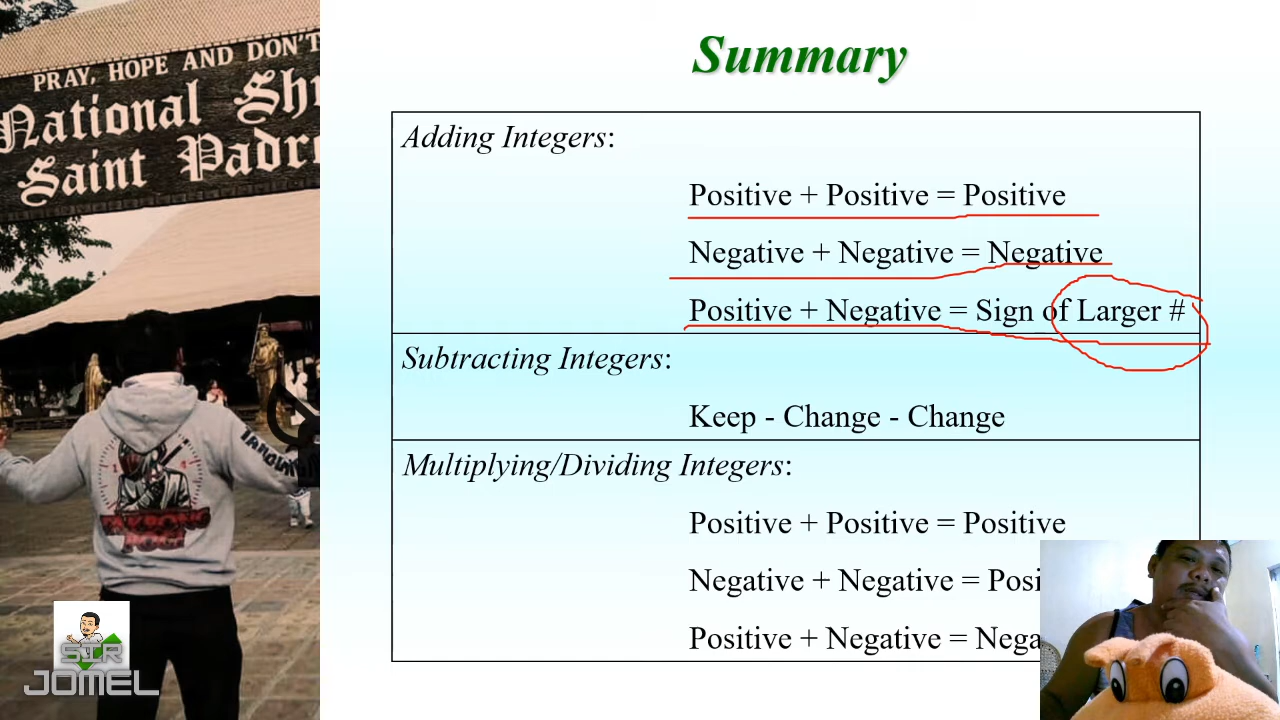 PRAY, HOPE AND DON'T
National Sh
Saint Padr
SIR
JOMEL
Summary
Adding Integers:
Positive + Positive = Positive
Negative + Negative = Negative
Positive + Negative = Sign of Larger #
Subtracting Integers:
Keep - Change - Change
Multiplying/Dividing Integers:
Positive + Positive = Positive
Negative + Negative = Posi
Positive + Negative = Nega